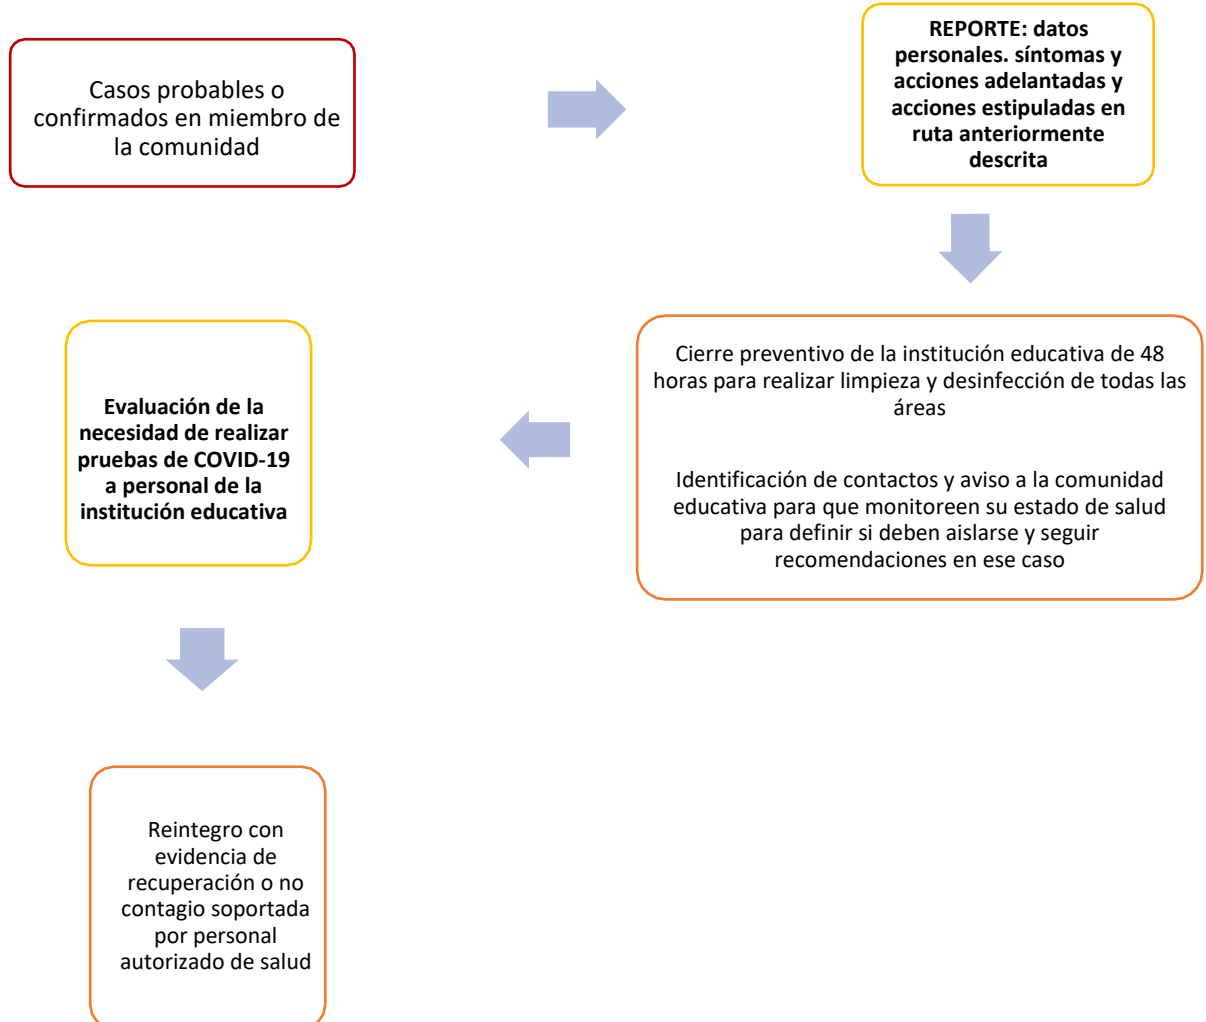 Casos probables o
confirmados en miembro de
la comunidad
REPORTE: datos
personales. síntomas y
acciones adelantadas y
acciones estipuladas en
ruta anteriormente
descrita
Cierre preventivo de la institución educativa de 48
horas para realizar limpieza y desinfección de todas las
áreas
Identificación de contactos y aviso a la comunidad
educativa para que monitoreen su estado de salud
para definir si deben aislarse y seguir
recomendaciones en ese caso
Evaluación de la
necesidad de realizar
pruebas de COVID-19
a personal de la
institución educativa
Reintegro con
evidencia de
recuperación o no
contagio soportada
por personal
autorizado de salud